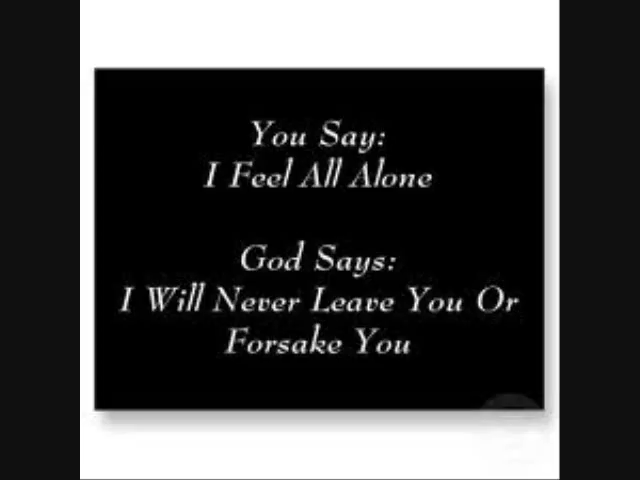 You Say:
I Feel All Alone
God Says:
I Will Never Leave You Or
Forsake You